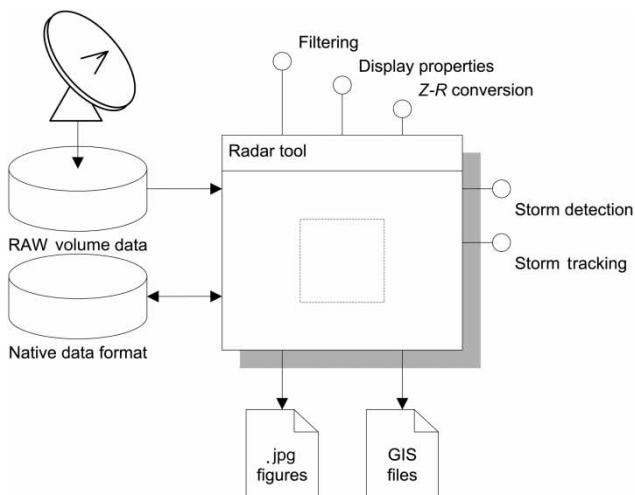 Filtering
Display properties
Z-R conversion
Radar tool
RAW volume data
Storm detection
Storm tracking
Native data format
.jpg
figures
GIS
files